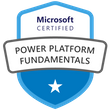 Microsoft
CERTIFIED
POWER PLATFORM
FUNDAMENTALS